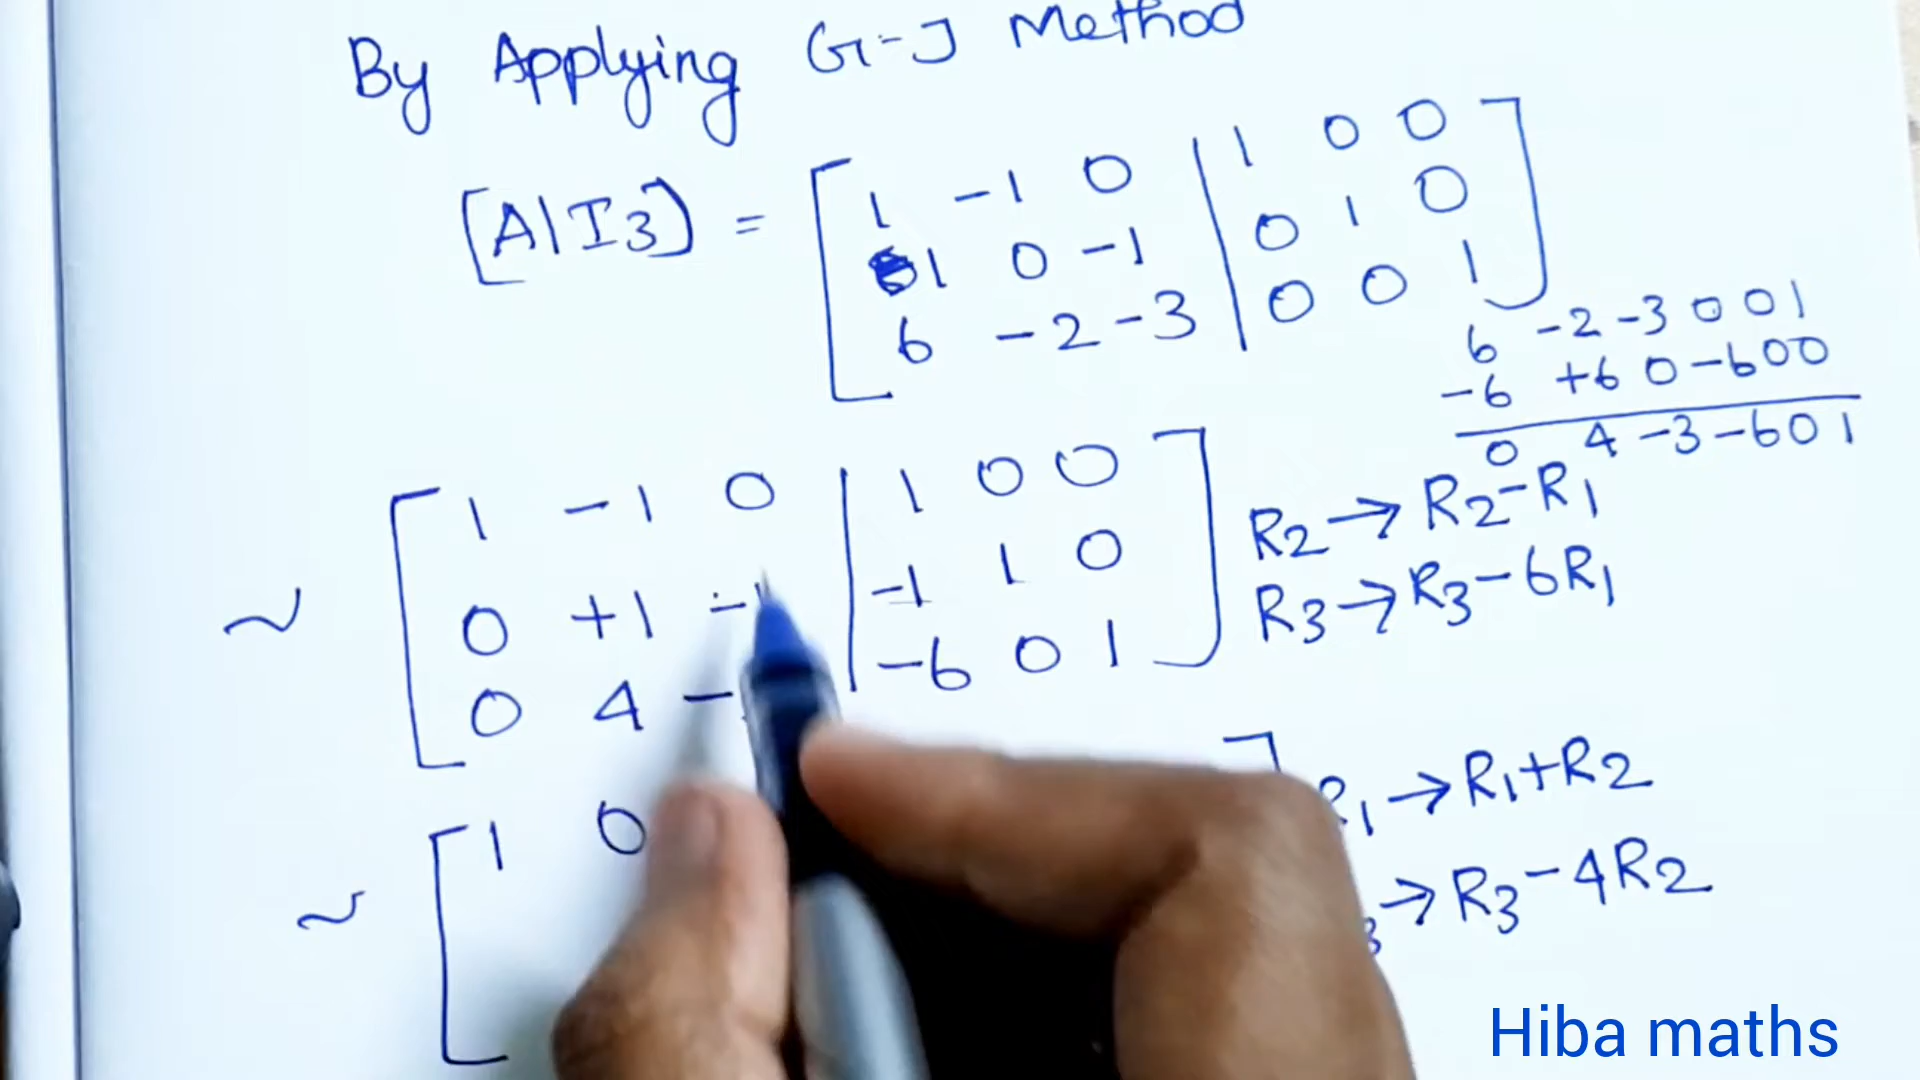 By Applying G-J Method
[A|I3] = [ 1 -1 0 | 1 0 0 ]
1 0 -1 | 0 1 0
6 -2 -3 | 0 0 1
6 -2 -3 0 0 1
-6 +6 0 -6 0 0
0 4 -3 -6 0 1
~ [ 1 -1 0 | 1 0 0 ]
0 +1 -1 | -1 1 0
0 4 - | -6 0 1
R2 → R2-R1
R3 → R3-6R1
~ [ 1 0 ]
R1 → R1+R2
3 → R3-4R2
Hiba maths